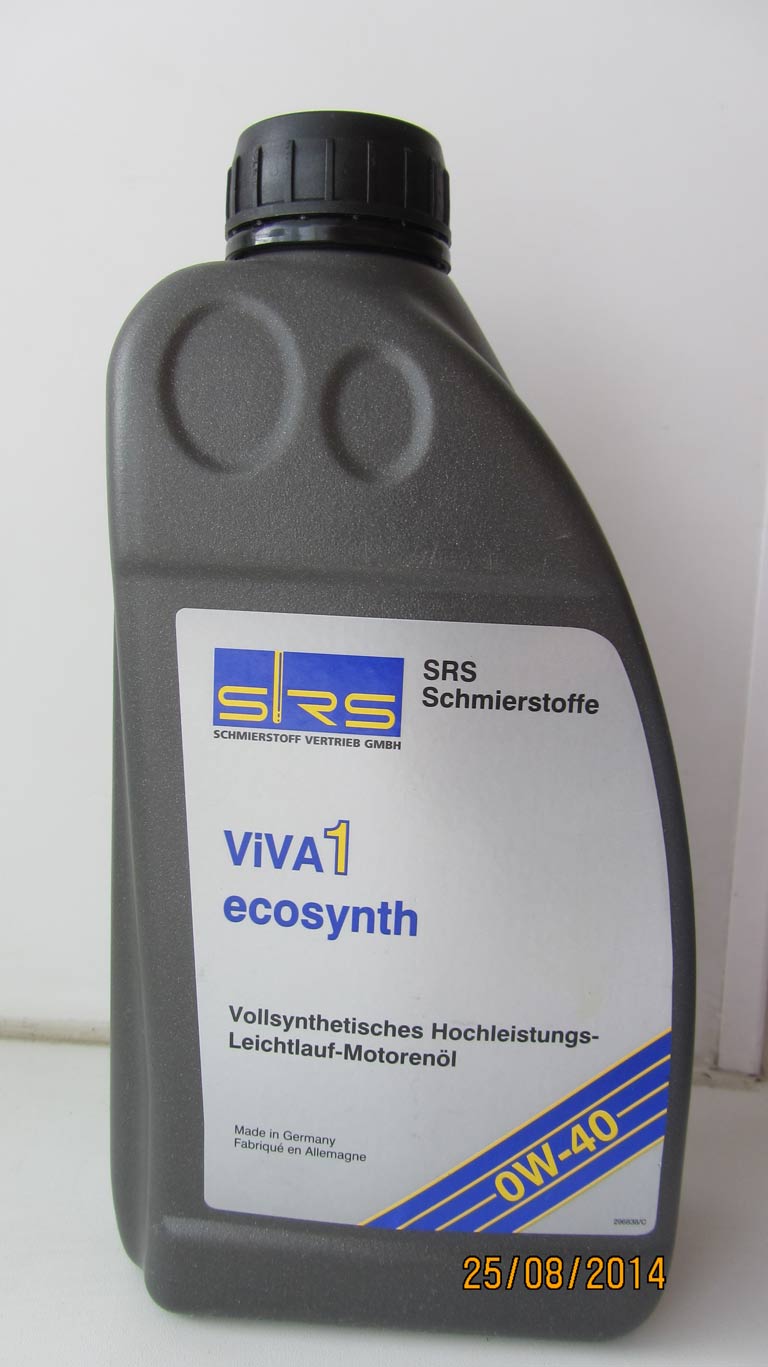 SRS
SCHMIERSTOFF VERTRIEB GMBH
SRS
Schmierstoffe
ViVA1
ecosynth
Vollsynthetisches Hochleistungs-
Leichtlauf-Motorenöl
Made in Germany
Fabriqué en Allemagne
0W-40
296838/C
25/08/2014